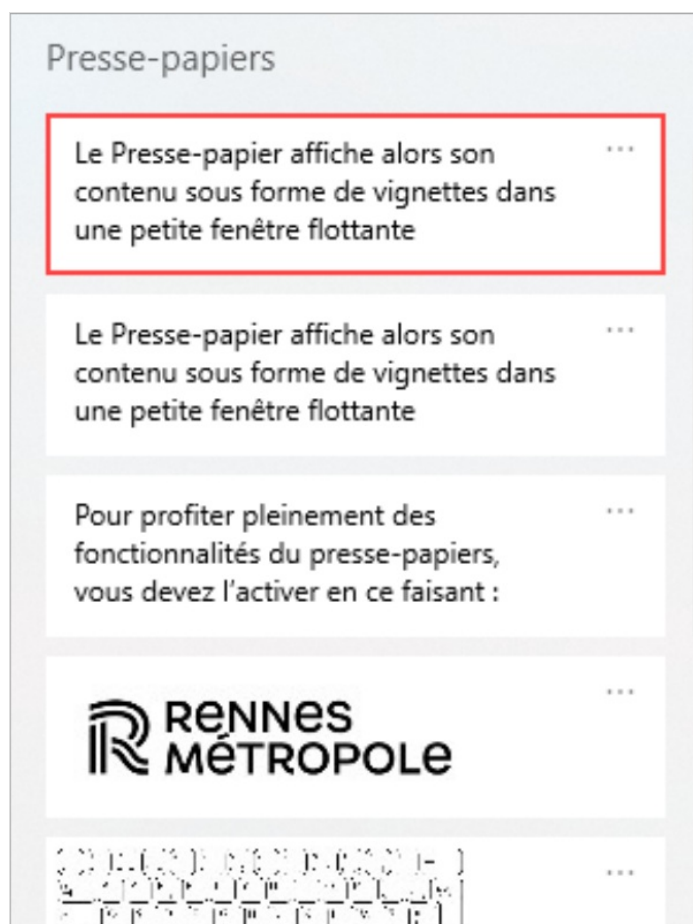 Presse-papiers
Le Presse-papier affiche alors son
contenu sous forme de vignettes dans
une petite fenêtre flottante
Le Presse-papier affiche alors son
contenu sous forme de vignettes dans
une petite fenêtre flottante
Pour profiter pleinement des
fonctionnalités du presse-papiers,
vous devez l'activer en ce faisant :
RENNES
MÉTROPOLE